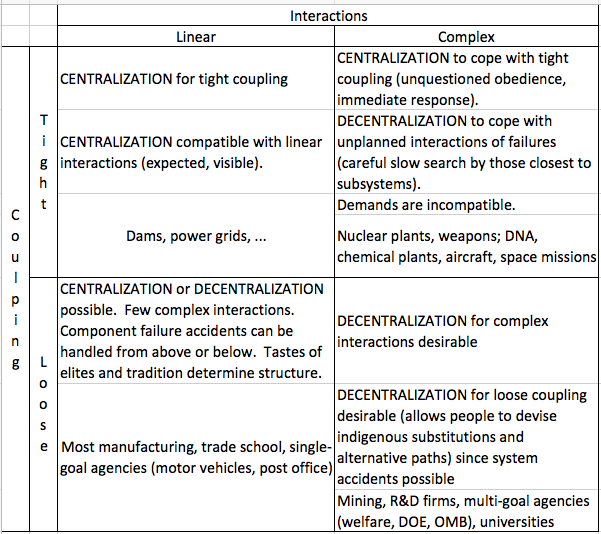 Interactions
Linear
Complex
Coulping
Tight
CENTRALIZATION for tight coupling
CENTRALIZATION to cope with tight
coupling (unquestioned obedience,
immediate response).
CENTRALIZATION compatible with linear
interactions (expected, visible).
DECENTRALIZATION to cope with
unplanned interactions of failures
(careful slow search by those closest to
subsystems).
Demands are incompatible.
Dams, power grids, ...
Nuclear plants, weapons; DNA,
chemical plants, aircraft, space missions
Loose
CENTRALIZATION or DECENTRALIZATION
possible. Few complex interactions.
Component failure accidents can be
handled from above or below. Tastes of
elites and tradition determine structure.
DECENTRALIZATION for complex
interactions desirable
Most manufacturing, trade school, single-
goal agencies (motor vehicles, post office)
DECENTRALIZATION for loose coupling
desirable (allows people to devise
indigenous substitutions and
alternative paths) since system
accidents possible
Mining, R&D firms, multi-goal agencies
(welfare, DOE, OMB), universities